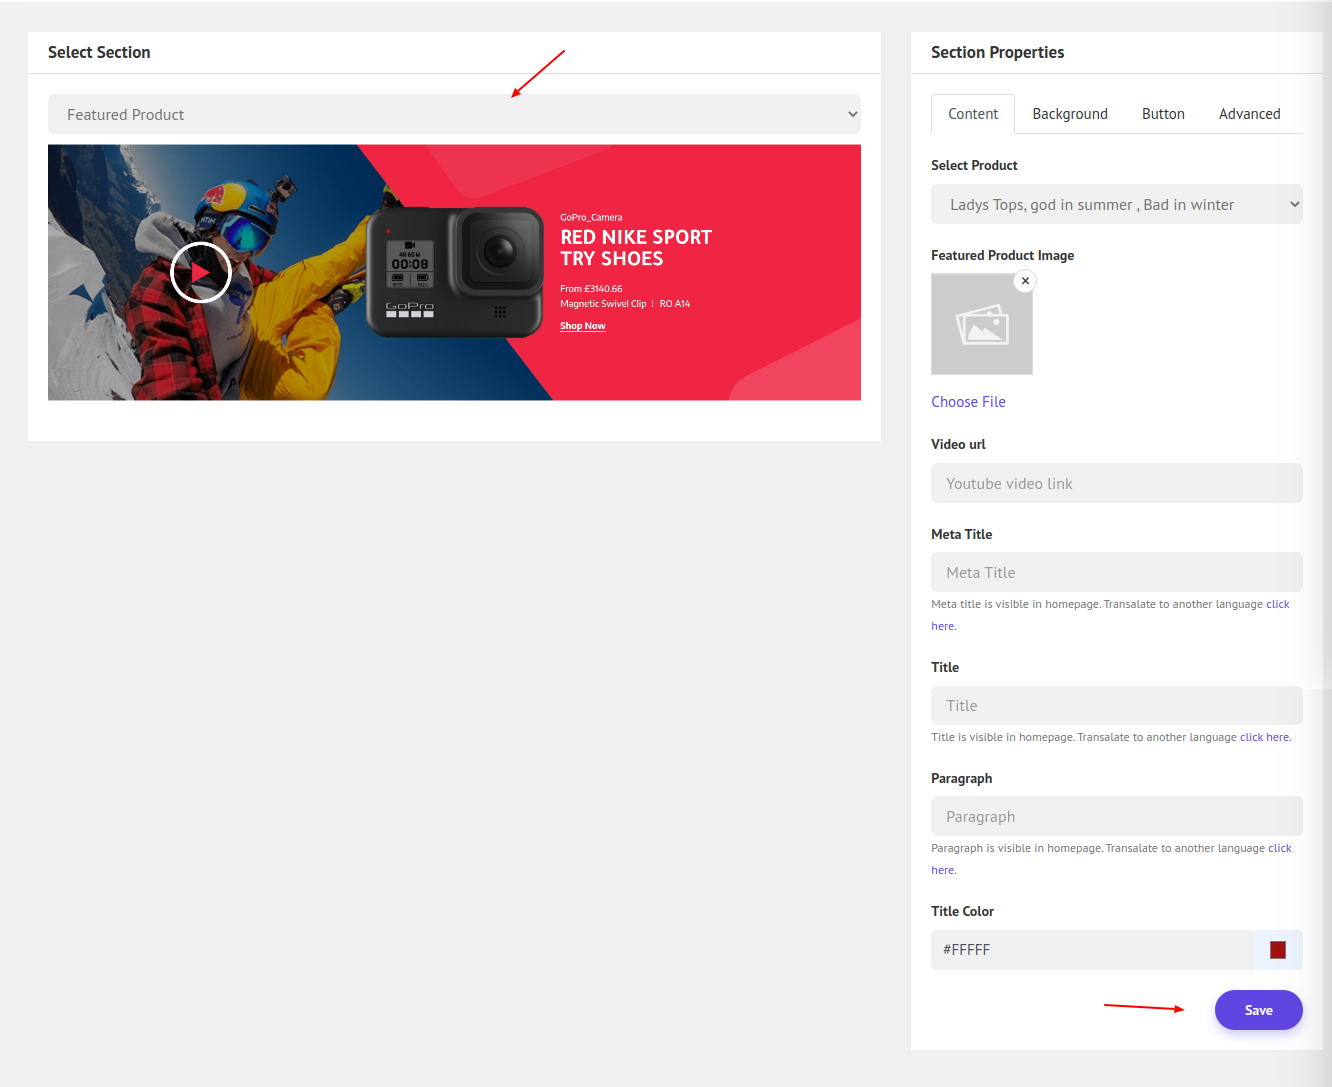 Select Section
Featured Product
GoPro_Camera
RED NIKE SPORT
TRY SHOES
From £3140.66
Magnetic Swivel Clip | RO A14
Shop Now
00:08
GoPro
Section Properties
Content
Background
Button
Advanced
Select Product
Ladys Tops, god in summer , Bad in winter
Featured Product Image
Choose File
Video url
Youtube video link
Meta Title
Meta Title
Meta title is visible in homepage. Transalate to another language click
here.
Title
Title
Title is visible in homepage. Transalate to another language click here.
Paragraph
Paragraph
Paragraph is visible in homepage. Transalate to another language click
here.
Title Color
#FFFFF
Save